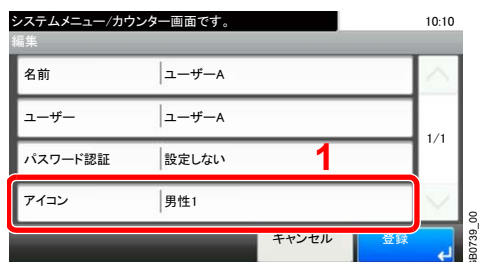 システムメニュー/カウンター画面です。 10:10
編集
名前 ユーザーA
ユーザー ユーザーA
1/1
パスワード認証 設定しない 1
アイコン 男性1
キャンセル 登録
GB0739_00